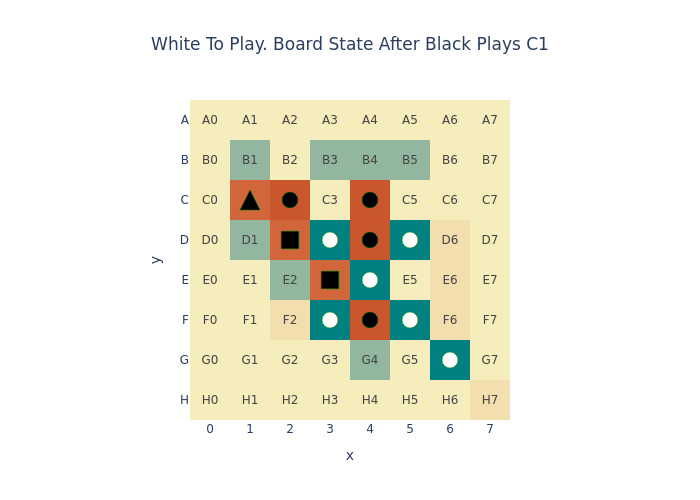 White To Play. Board State After Black Plays C1
A A0 A1 A2 A3 A4 A5 A6 A7
B B0 B1 B2 B3 B4 B5 B6 B7
C C0 C3 C5 C6 C7
D D0 D1 D6 D7
E E0 E1 E2 E5 E6 E7
F F0 F1 F2 F6 F7
G G0 G1 G2 G3 G4 G5 G7
H H0 H1 H2 H3 H4 H5 H6 H7
0 1 2 3 4 5 6 7
x
y